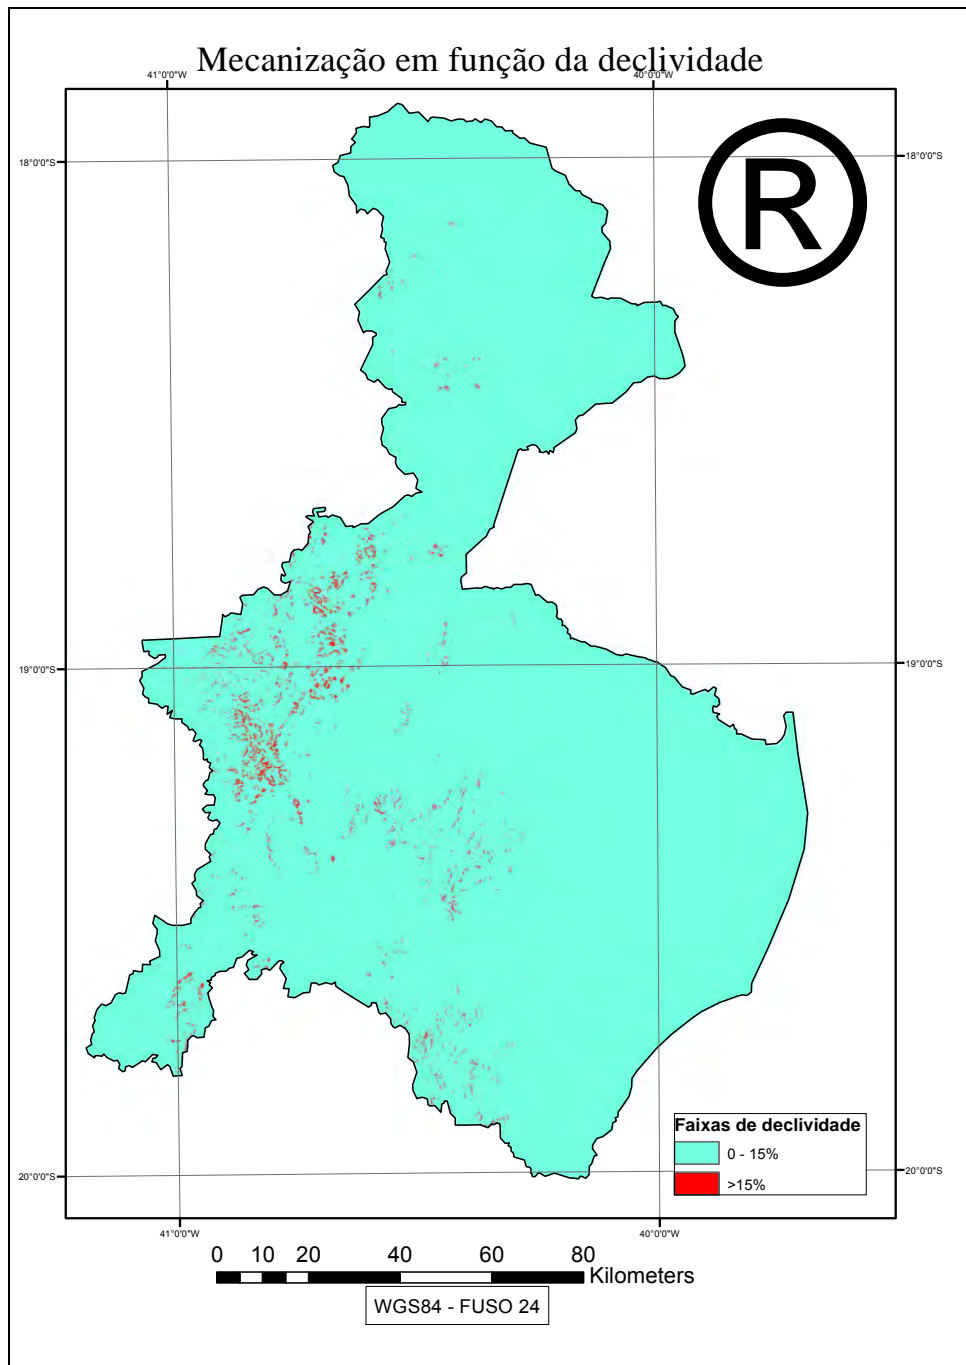 Mecanização em função da declividade
41°0'0"W 40°0'0"W
18°0'0"S 18°0'0"S
R
19°0'0"S 19°0'0"S
Faixas de declividade
0 - 15%
>15%
20°0'0"S 20°0'0"S
41°0'0"W 40°0'0"W
0 10 20 40 60 80
Kilometers
WGS84 - FUSO 24